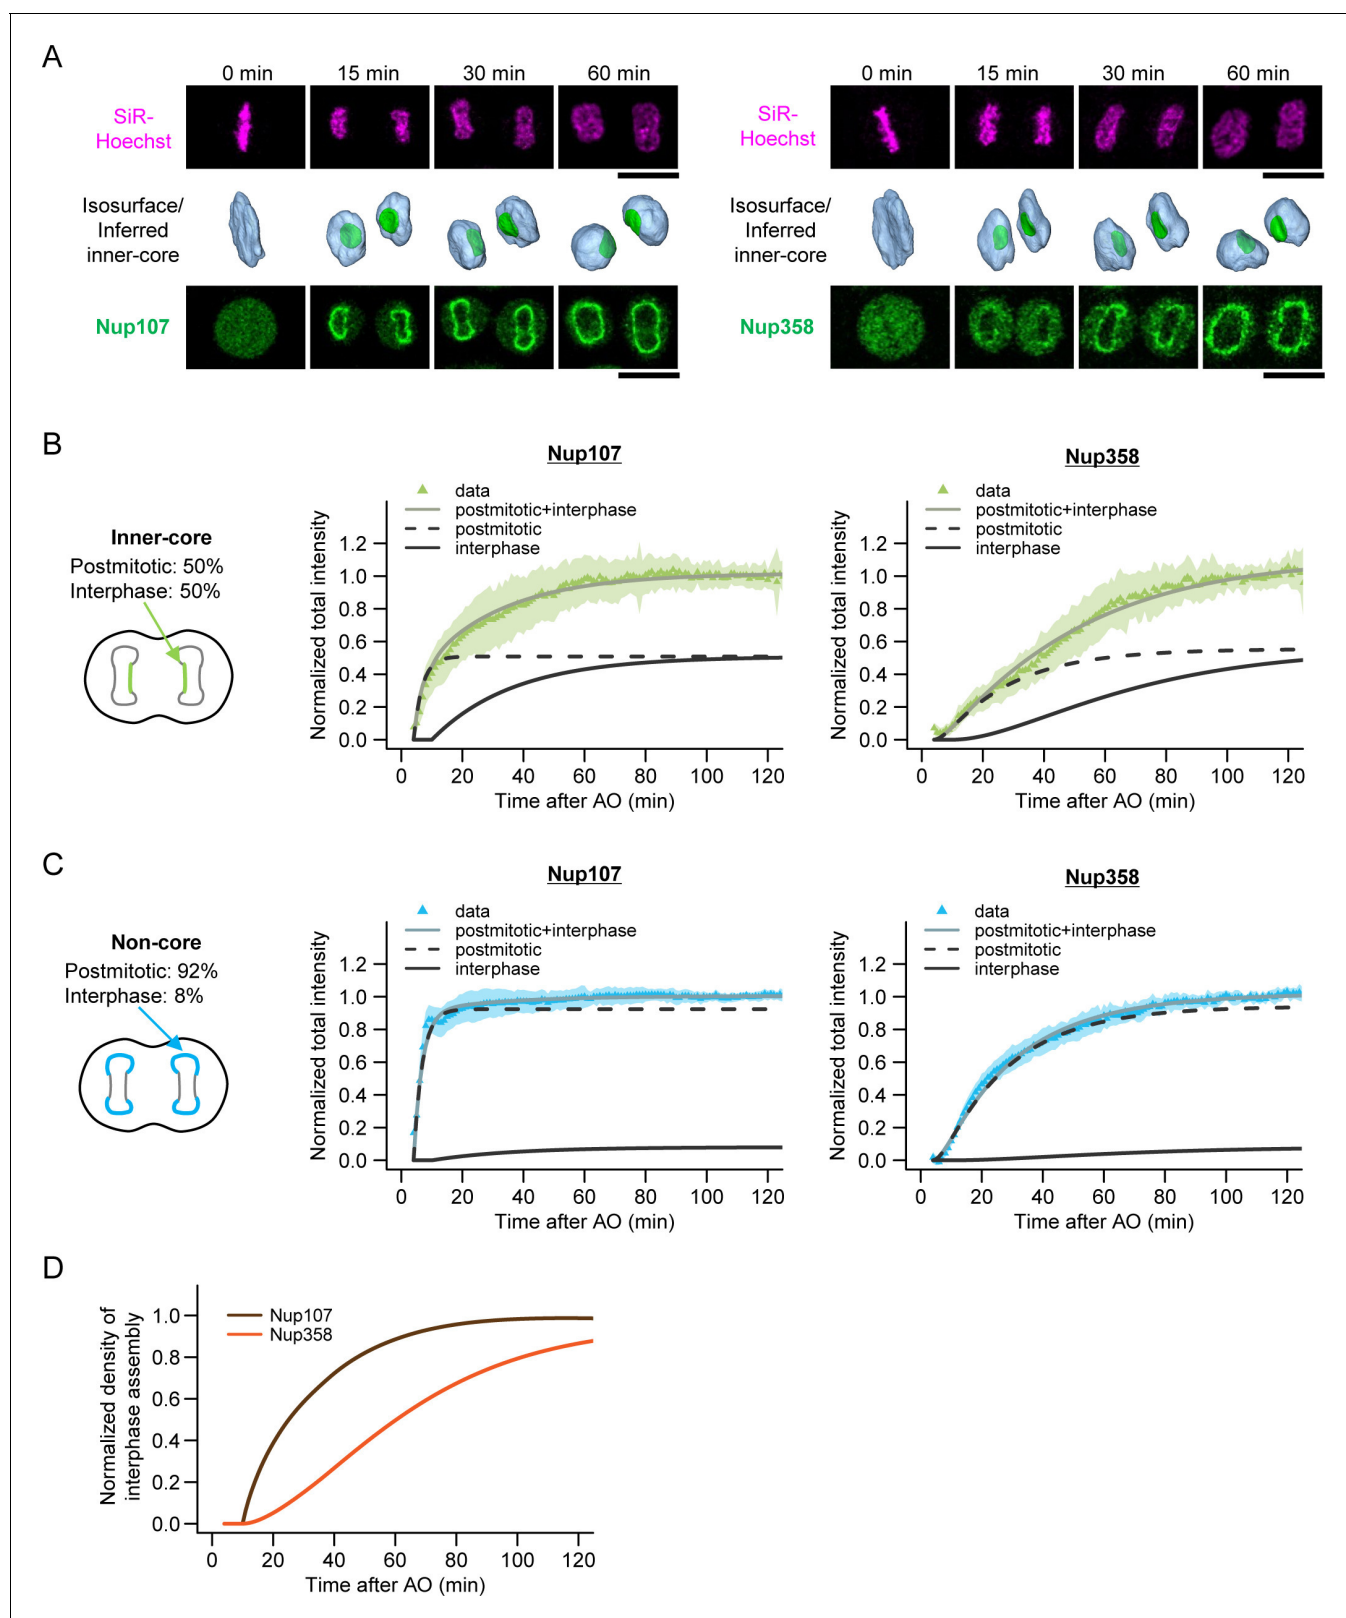 A
0 min 15 min 30 min 60 min
SiR-
Hoechst
Isosurface/
Inferred
inner-core
Nup107
0 min 15 min 30 min 60 min
SiR-
Hoechst
Isosurface/
Inferred
inner-core
Nup358
B
Inner-core
Postmitotic: 50%
Interphase: 50%
Nup107
data
postmitotic+interphase
postmitotic
interphase
Normalized total intensity
1.2
1.0
0.8
0.6
0.4
0.2
0.0
0 20 40 60 80 100 120
Time after AO (min)
Nup358
data
postmitotic+interphase
postmitotic
interphase
Normalized total intensity
1.2
1.0
0.8
0.6
0.4
0.2
0.0
0 20 40 60 80 100 120
Time after AO (min)
C
Non-core
Postmitotic: 92%
Interphase: 8%
Nup107
data
postmitotic+interphase
postmitotic
interphase
Normalized total intensity
1.2
1.0
0.8
0.6
0.4
0.2
0.0
0 20 40 60 80 100 120
Time after AO (min)
Nup358
data
postmitotic+interphase
postmitotic
interphase
Normalized total intensity
1.2
1.0
0.8
0.6
0.4
0.2
0.0
0 20 40 60 80 100 120
Time after AO (min)
D
Nup107
Nup358
Normalized density of
interphase assembly
1.0
0.8
0.6
0.4
0.2
0.0
0 20 40 60 80 100 120
Time after AO (min)